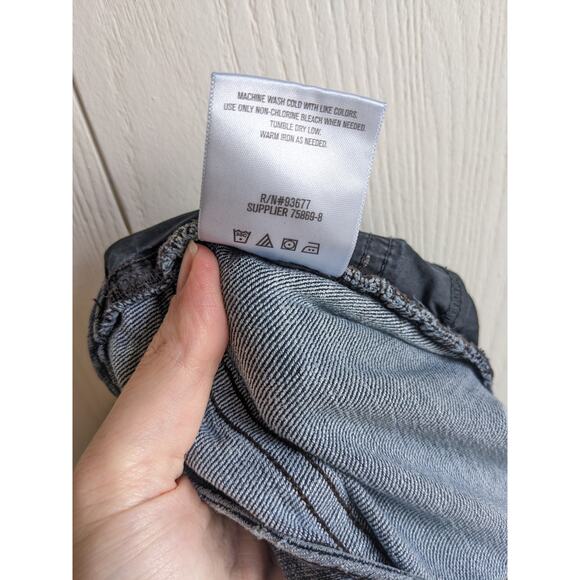 MACHINE WASH COLD WITH LIKE COLORS.
USE ONLY NON-CHLORINE BLEACH WHEN NEEDED.
TUMBLE DRY LOW.
WARM IRON AS NEEDED.
R/N#93677
SUPPLIER 75869-8